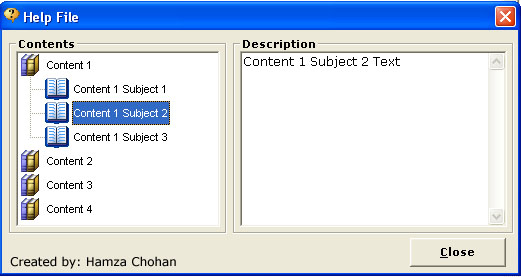 Help File
Contents
Content 1
Content 1 Subject 1
Content 1 Subject 2
Content 1 Subject 3
Content 2
Content 3
Content 4
Description
Content 1 Subject 2 Text
Created by: Hamza Chohan
Close